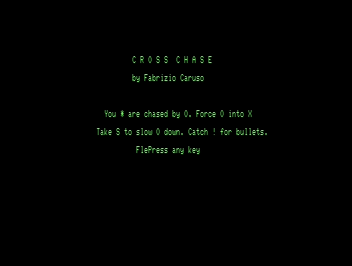 C R O S S  C H A S E
by Fabrizio Caruso
You * are chased by O. Force O into X
Take S to slow O down. Catch ! for bullets.
FlePress any key